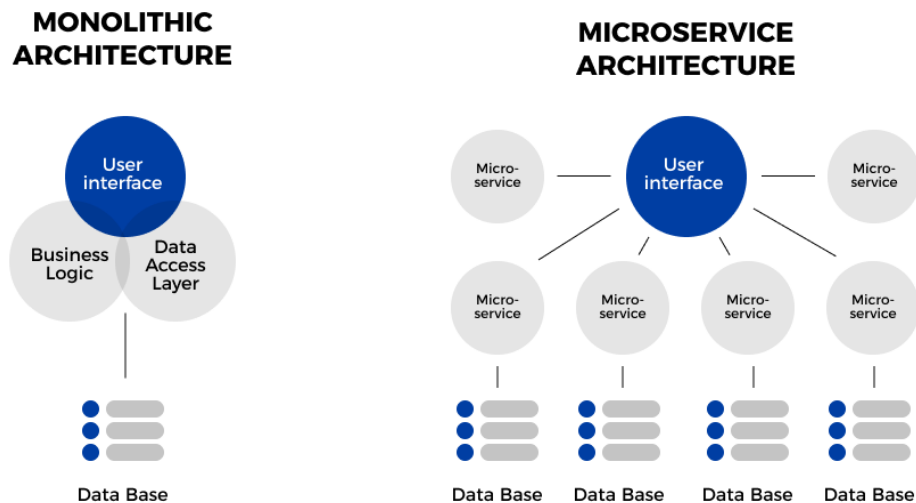 MONOLITHIC
ARCHITECTURE
User
interface
Business
Logic
Data
Access
Layer
Data Base
MICROSERVICE
ARCHITECTURE
Micro-
service
User
interface
Micro-
service
Micro-
service
Micro-
service
Micro-
service
Micro-
service
Data Base
Data Base
Data Base
Data Base